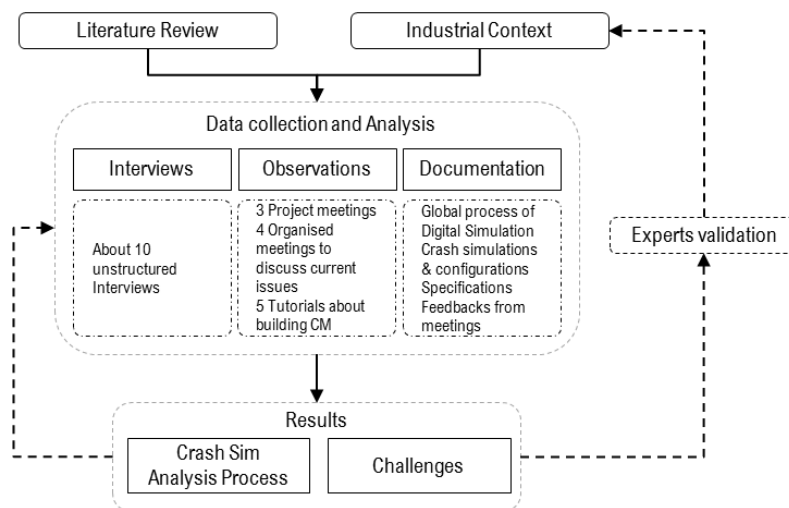 Literature Review
Industrial Context
Data collection and Analysis
Interviews
Observations
Documentation
About 10
unstructured
Interviews
3 Project meetings
4 Organised
meetings to
discuss current
issues
5 Tutorials about
building CM
Global process of
Digital Simulation
Crash simulations
& configurations
Specifications
Feedbacks from
meetings
Experts validation
Results
Crash Sim
Analysis Process
Challenges